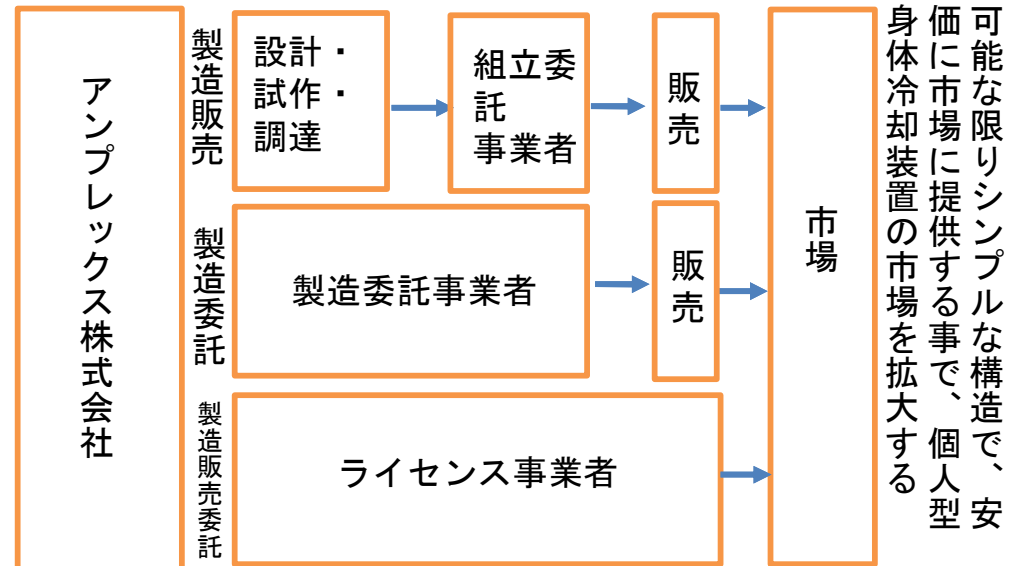 アンプレックス株式会社
製造販売
設計・
試作・
調達
組立委
託
事業者
販売
製造委託
製造委託事業者
販売
製造販売委託
ライセンス事業者
市場
可能な限りシンプルな構造で、安
価に市場に提供する事で、個人型
身体冷却装置の市場を拡大する